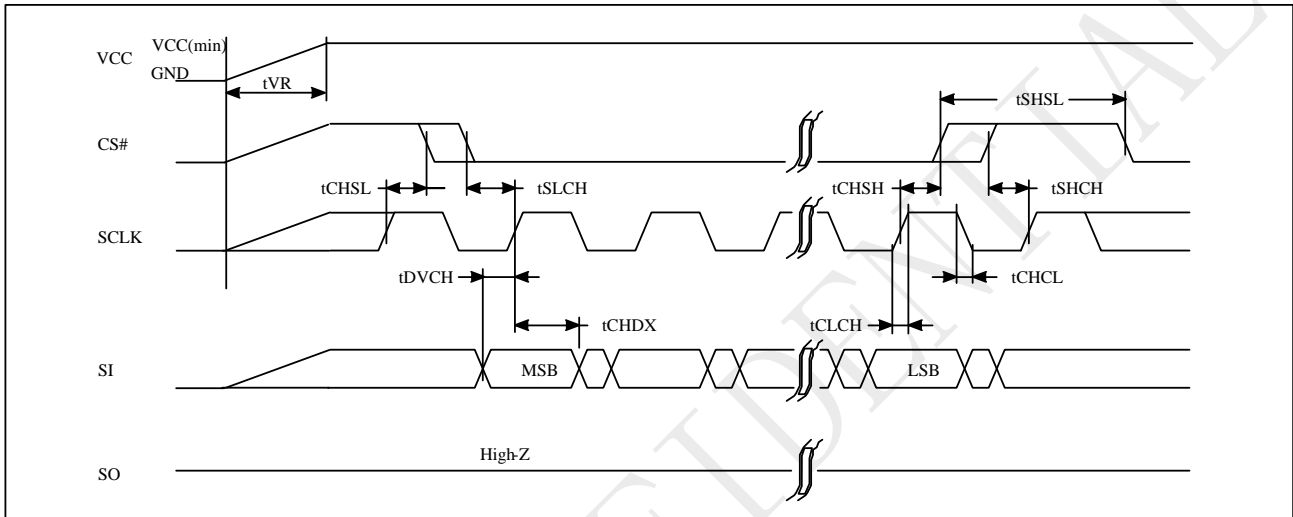 VCC
VCC(min)
GND
tVR
tSHSL
CS#
tCHSL
tSLCH
tCHSH
tSHCH
SCLK
tDVCH
tCHCL
tCHDX
tCLCH
SI
MSB
LSB
High-Z
SO